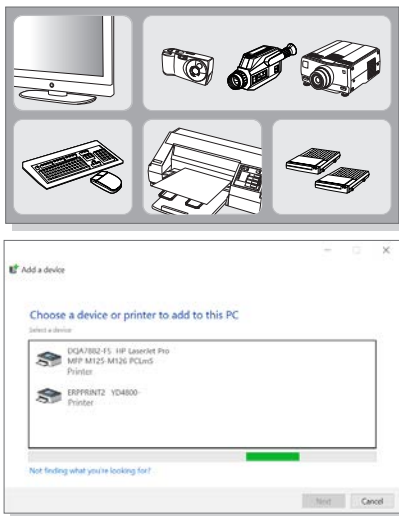 Add a device
Choose a device or printer to add to this PC
Select a device
DQA7882-FS HP LaserJet Pro
MFP M125-M126 PCLmS
Printer
ERPPRINT2 YD4800-
Printer
Not finding what you're looking for?
Next Cancel